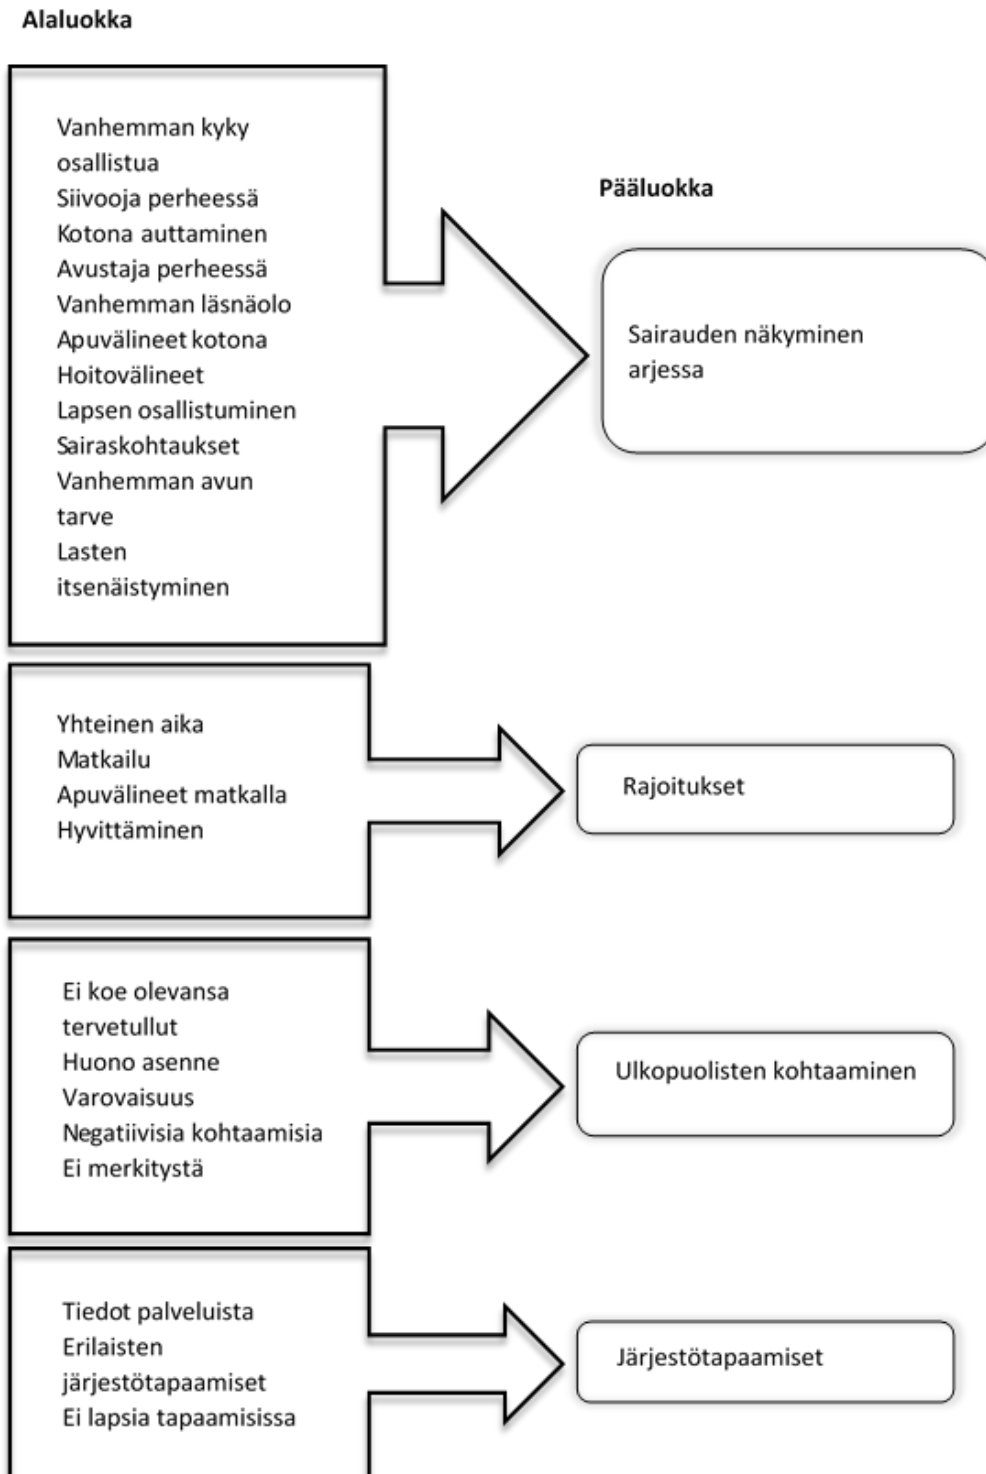 Alaluokka
Vanhemman kyky
osallistua
Siivooja perheessä
Kotona auttaminen
Avustaja perheessä
Vanhemman läsnäolo
Apuvälineet kotona
Hoitovälineet
Lapsen osallistuminen
Sairaskohtaukset
Vanhemman avun
tarve
Lasten
itsenäistyminen
Pääluokka
Sairauden näkyminen
arjessa
Yhteinen aika
Matkailu
Apuvälineet matkalla
Hyvittäminen
Rajoitukset
Ei koe olevansa
tervetullut
Huono asenne
Varovaisuus
Negatiivisia kohtaamisia
Ei merkitystä
Ulkopuolisten kohtaaminen
Tiedot palveluista
Erilaisten
järjestötapaamiset
Ei lapsia tapaamisissa
Järjestötapaamiset